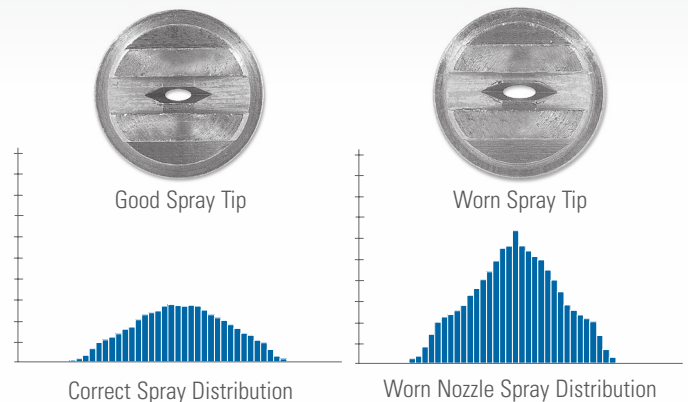 Good Spray Tip
Worn Spray Tip
Correct Spray Distribution
Worn Nozzle Spray Distribution